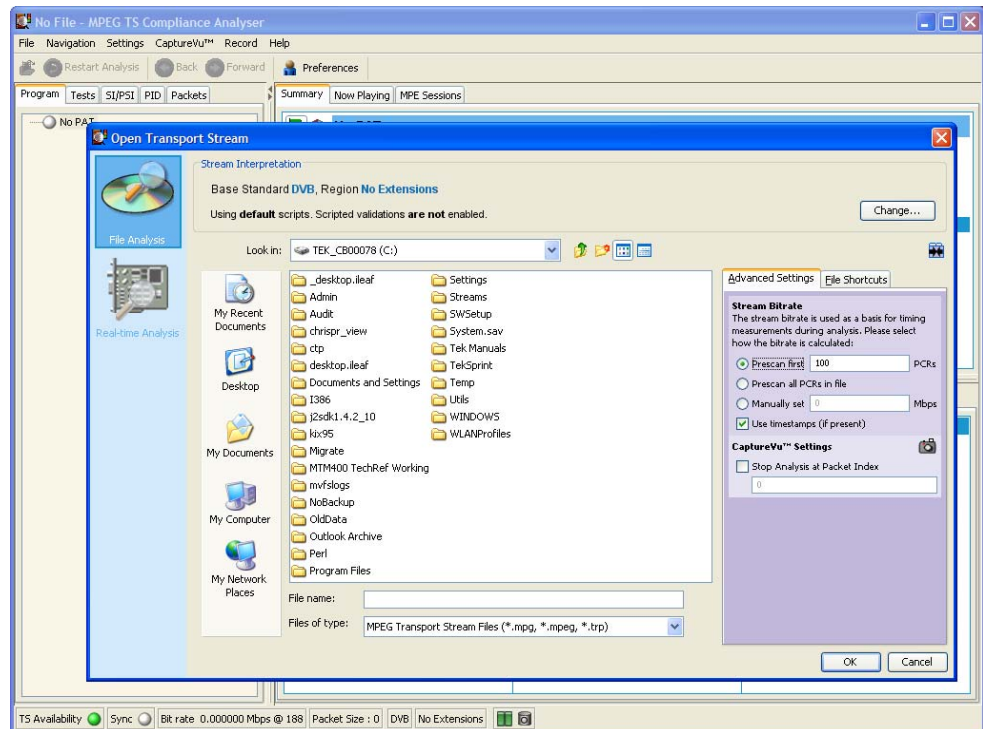 No File - MPEG TS Compliance Analyser
File Navigation Settings CaptureVu™ Record Help
Restart Analysis Back Forward Preferences
Program Tests SI/PSI PID Packets
Summary Now Playing MPE Sessions
No PAT
Open Transport Stream
File Analysis
Real-time Analysis
Stream Interpretation
Base Standard DVB, Region No Extensions
Using default scripts. Scripted validations are not enabled.
Change...
Look in: TEK_CB00078 (C:)
My Recent Documents
Desktop
My Documents
My Computer
My Network Places
_desktop.ileaf
Admin
Audit
chrispr_view
ctp
desktop.ileaf
Documents and Settings
I386
j2sdk1.4.2_10
kix95
Migrate
MTM400 TechRef Working
mvfslogs
NoBackup
OldData
Outlook Archive
Perl
Program Files
Settings
Streams
SWSetup
System.sav
Tek Manuals
TekSprint
Temp
Utils
WINDOWS
WLANProfiles
File name:
Files of type: MPEG Transport Stream Files (*.mpg, *.mpeg, *.trp)
Advanced Settings File Shortcuts
Stream Bitrate
The stream bitrate is used as a basis for timing
measurements during analysis. Please select
how the bitrate is calculated:
Prescan first 100 PCRs
Prescan all PCRs in file
Manually set 0 Mbps
Use timestamps (if present)
CaptureVu™ Settings
Stop Analysis at Packet Index
0
OK Cancel
TS Availability Sync Bit rate 0.000000 Mbps @ 188 Packet Size : 0 DVB No Extensions